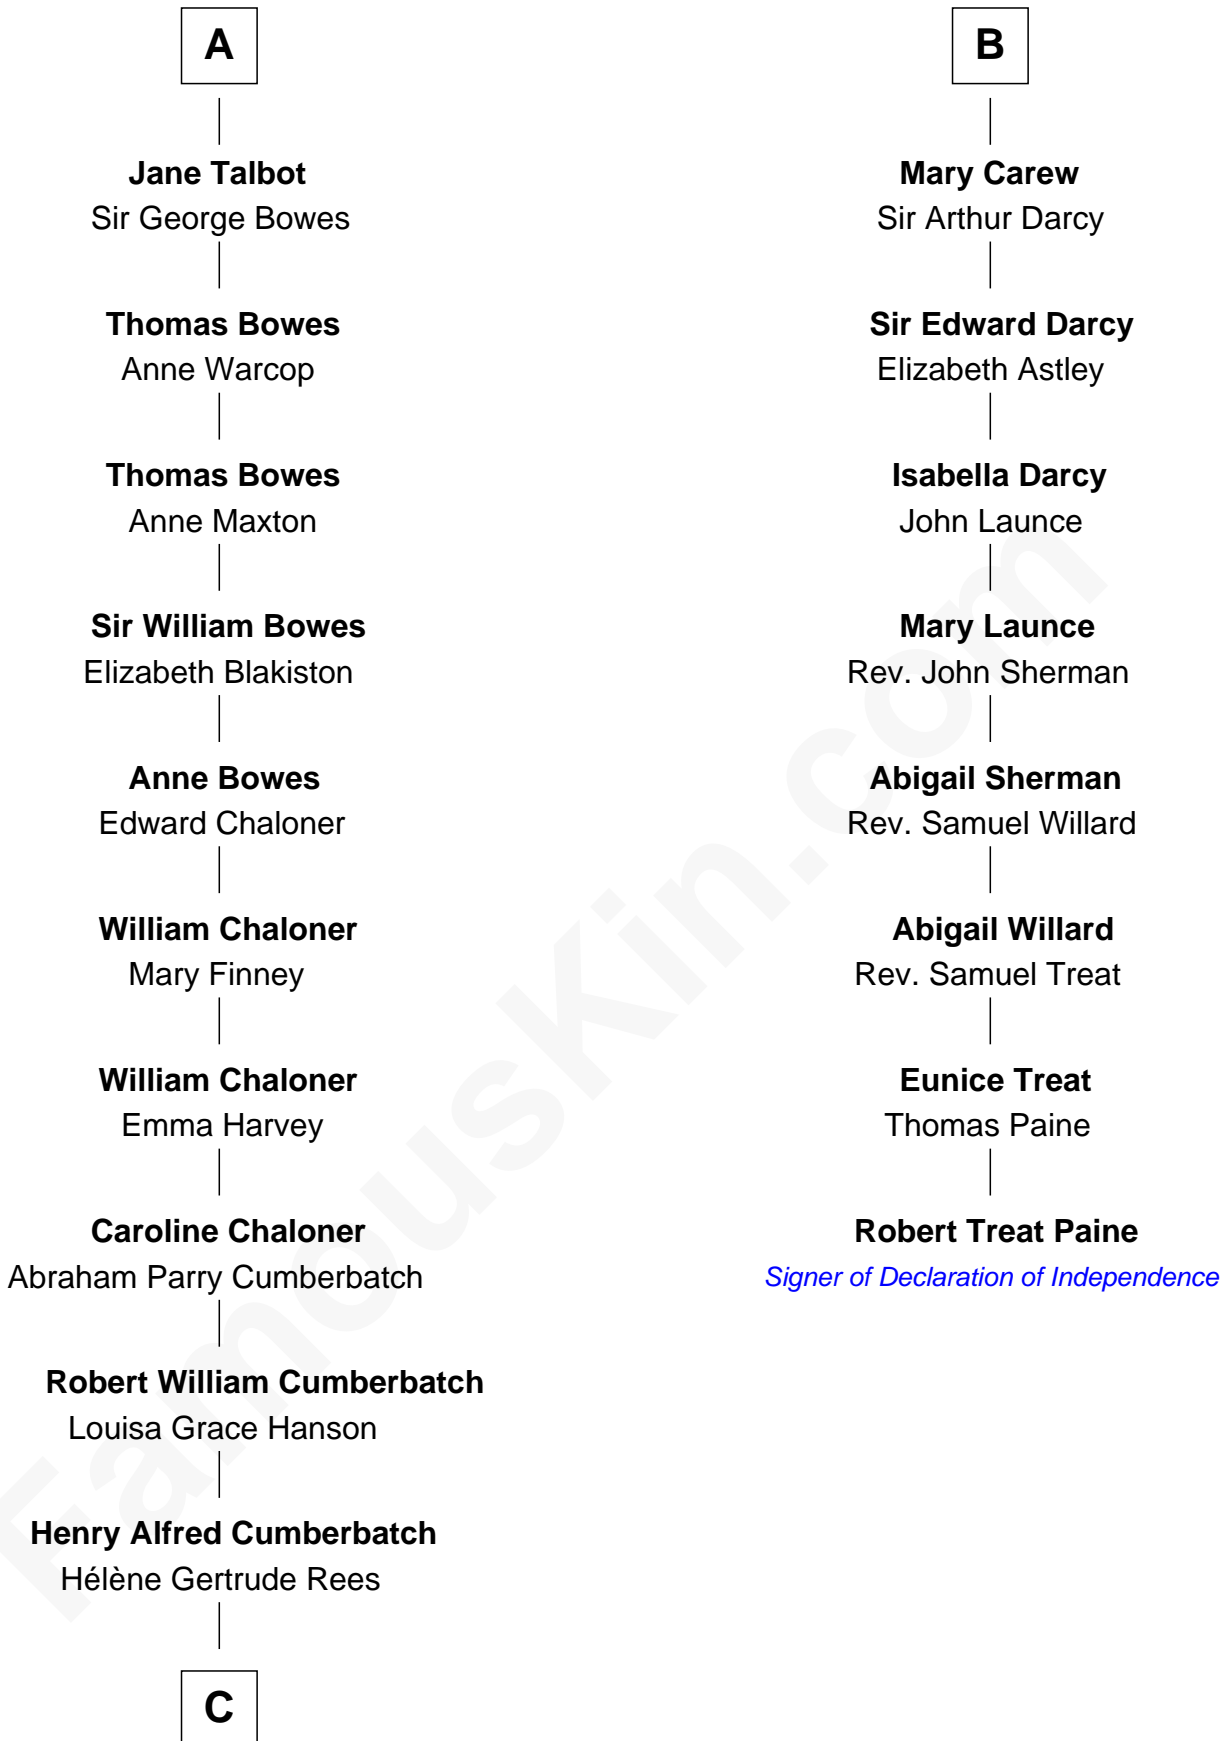 A
Jane Talbot
Sir George Bowes
Thomas Bowes
Anne Warcop
Thomas Bowes
Anne Maxton
Sir William Bowes
Elizabeth Blakiston
Anne Bowes
Edward Chaloner
William Chaloner
Mary Finney
William Chaloner
Emma Harvey
Caroline Chaloner
Abraham Parry Cumberbatch
Robert William Cumberbatch
Louisa Grace Hanson
Henry Alfred Cumberbatch
Hélène Gertrude Rees
C
B
Mary Carew
Sir Arthur Darcy
Sir Edward Darcy
Elizabeth Astley
Isabella Darcy
John Launce
Mary Launce
Rev. John Sherman
Abigail Sherman
Rev. Samuel Willard
Abigail Willard
Rev. Samuel Treat
Eunice Treat
Thomas Paine
Robert Treat Paine
Signer of Declaration of Independence
FamousKin.com